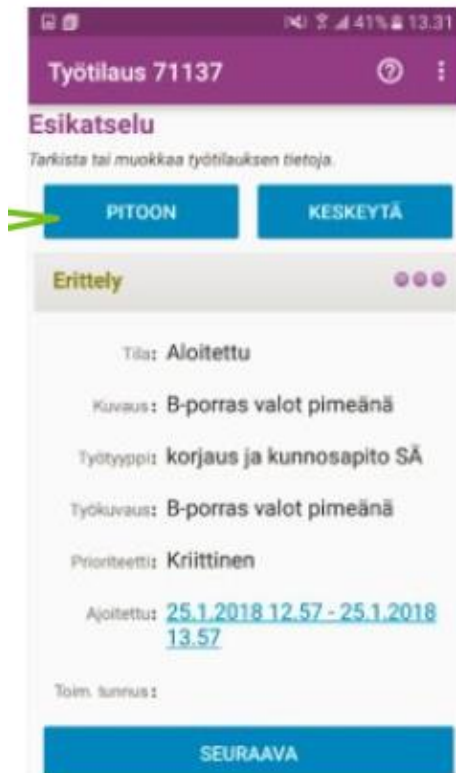 41% 13.31
Työtilaus 71137
Esikatselu
Tarkista tai muokkaa työtilauksen tietoja.
PITOON KESKEYTÄ
Erittely
Tila: Aloitettu
Kuvaus: B-porras valot pimeänä
Työtyyppi: korjaus ja kunnosapito SÄ
Työkuvaus: B-porras valot pimeänä
Prioriteetti: Kriittinen
Ajoitettu: 25.1.2018 12.57 - 25.1.2018
13.57
Toim. tunnus:
SEURAAVA